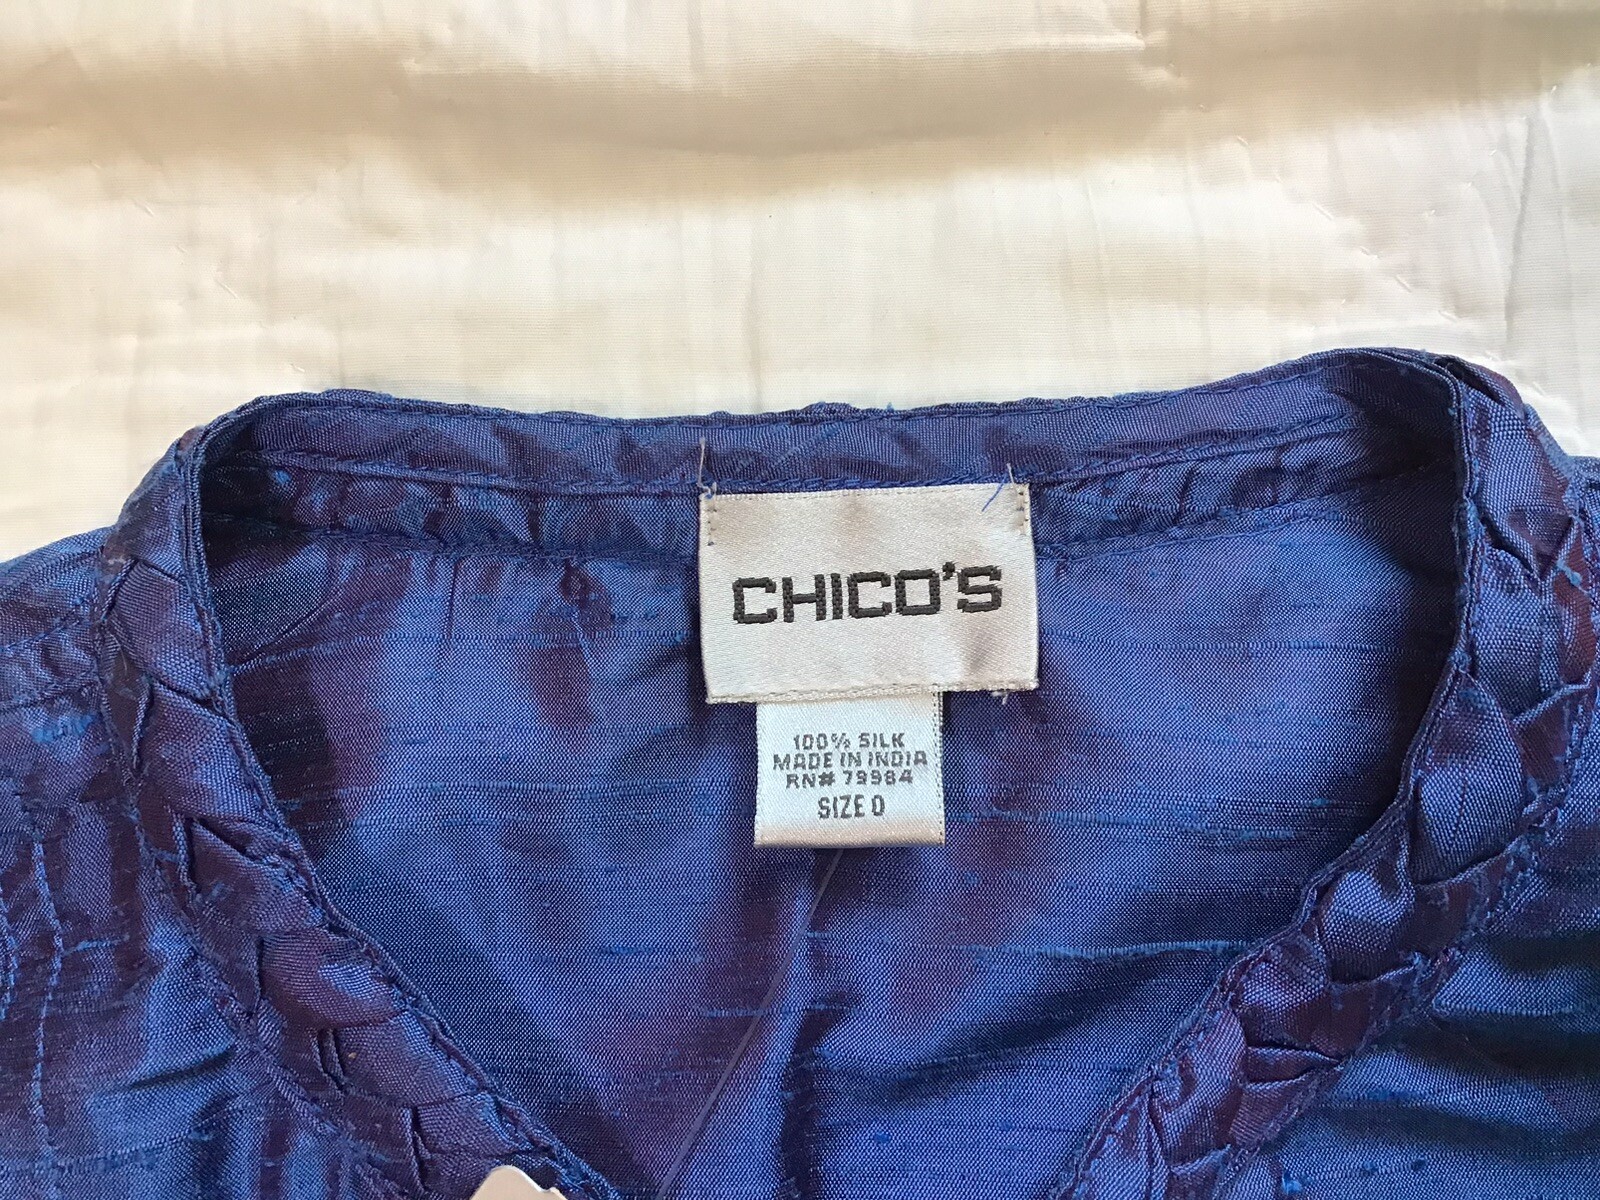 CHICO'S
100% SILK
MADE IN INDIA
RN# 79984
SIZE 0